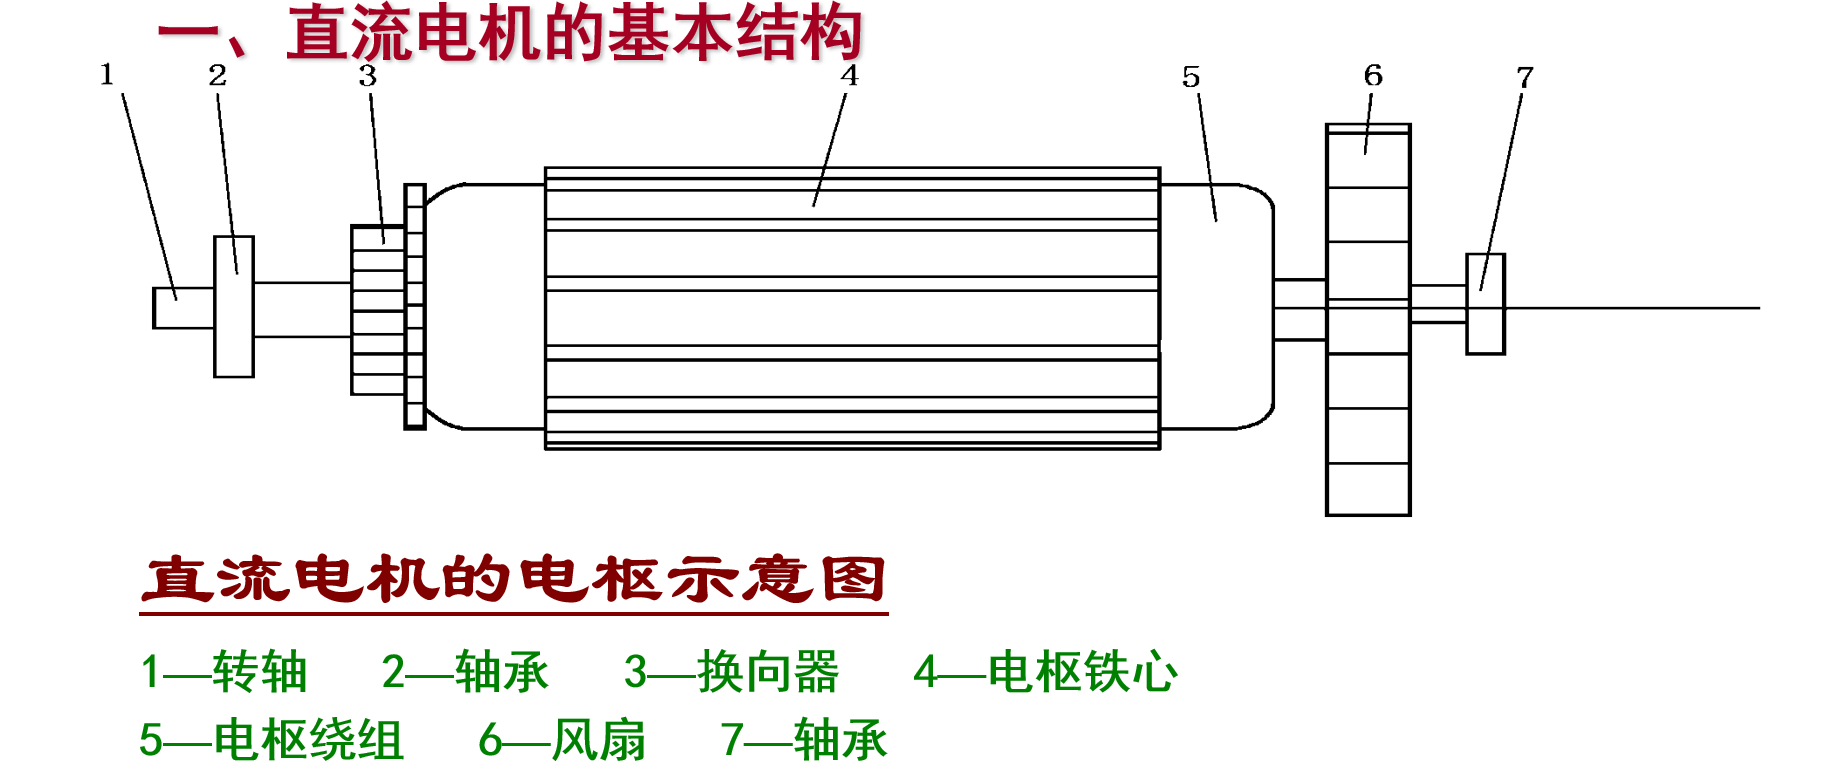 一、直流电机的基本结构
1 2 3 4 5 6 7
直流电机的电枢示意图
1—转轴 2—轴承 3—换向器 4—电枢铁心
5—电枢绕组 6—风扇 7—轴承